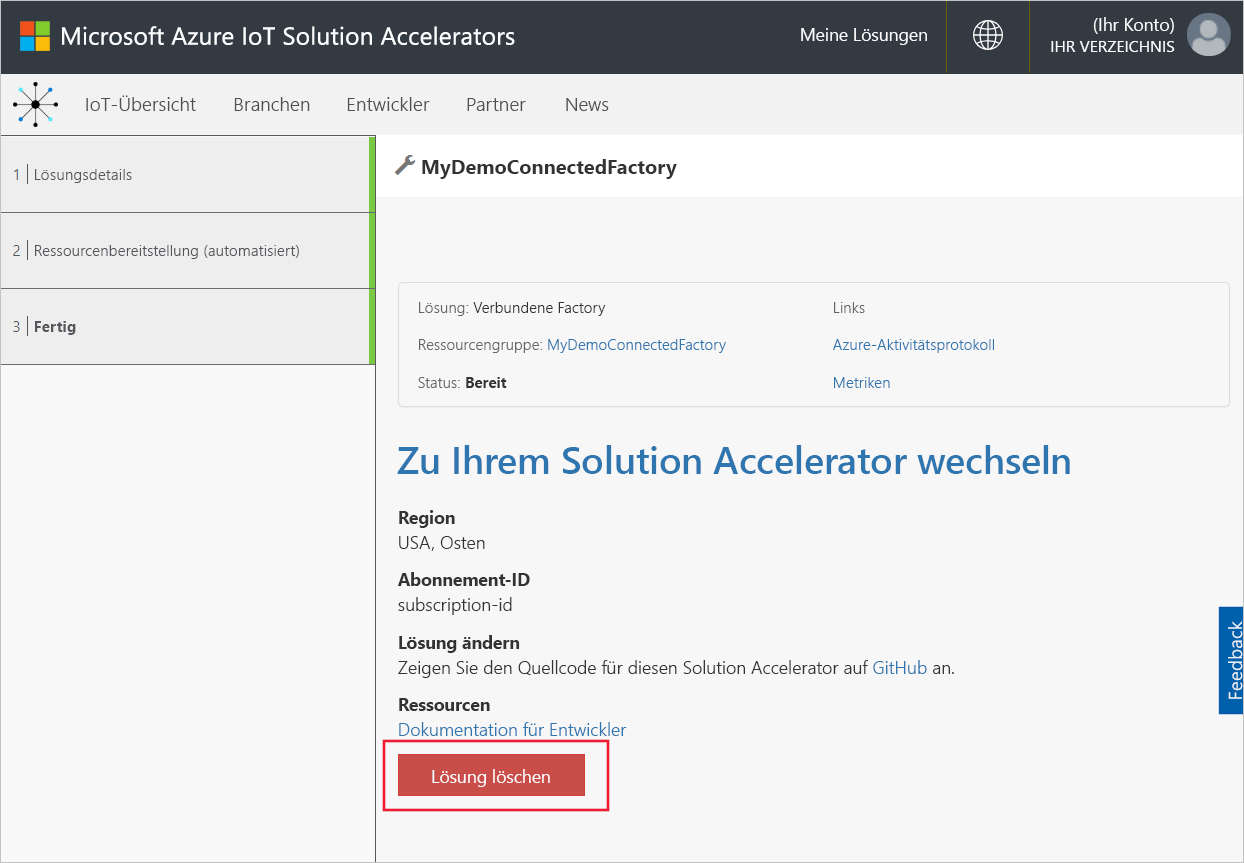 Microsoft Azure IoT Solution Accelerators
Meine Lösungen
(Ihr Konto)
IHR VERZEICHNIS
IoT-Übersicht Branchen Entwickler Partner News
1 Lösungsdetails
2 Ressourcenbereitstellung (automatisiert)
3 Fertig
MyDemoConnectedFactory
Lösung: Verbundene Factory
Links
Ressourcengruppe: MyDemoConnectedFactory
Azure-Aktivitätsprotokoll
Status: Bereit
Metriken
Zu Ihrem Solution Accelerator wechseln
Region
USA, Osten
Abonnement-ID
subscription-id
Lösung ändern
Zeigen Sie den Quellcode für diesen Solution Accelerator auf GitHub an.
Ressourcen
Dokumentation für Entwickler
Lösung löschen
Feedback